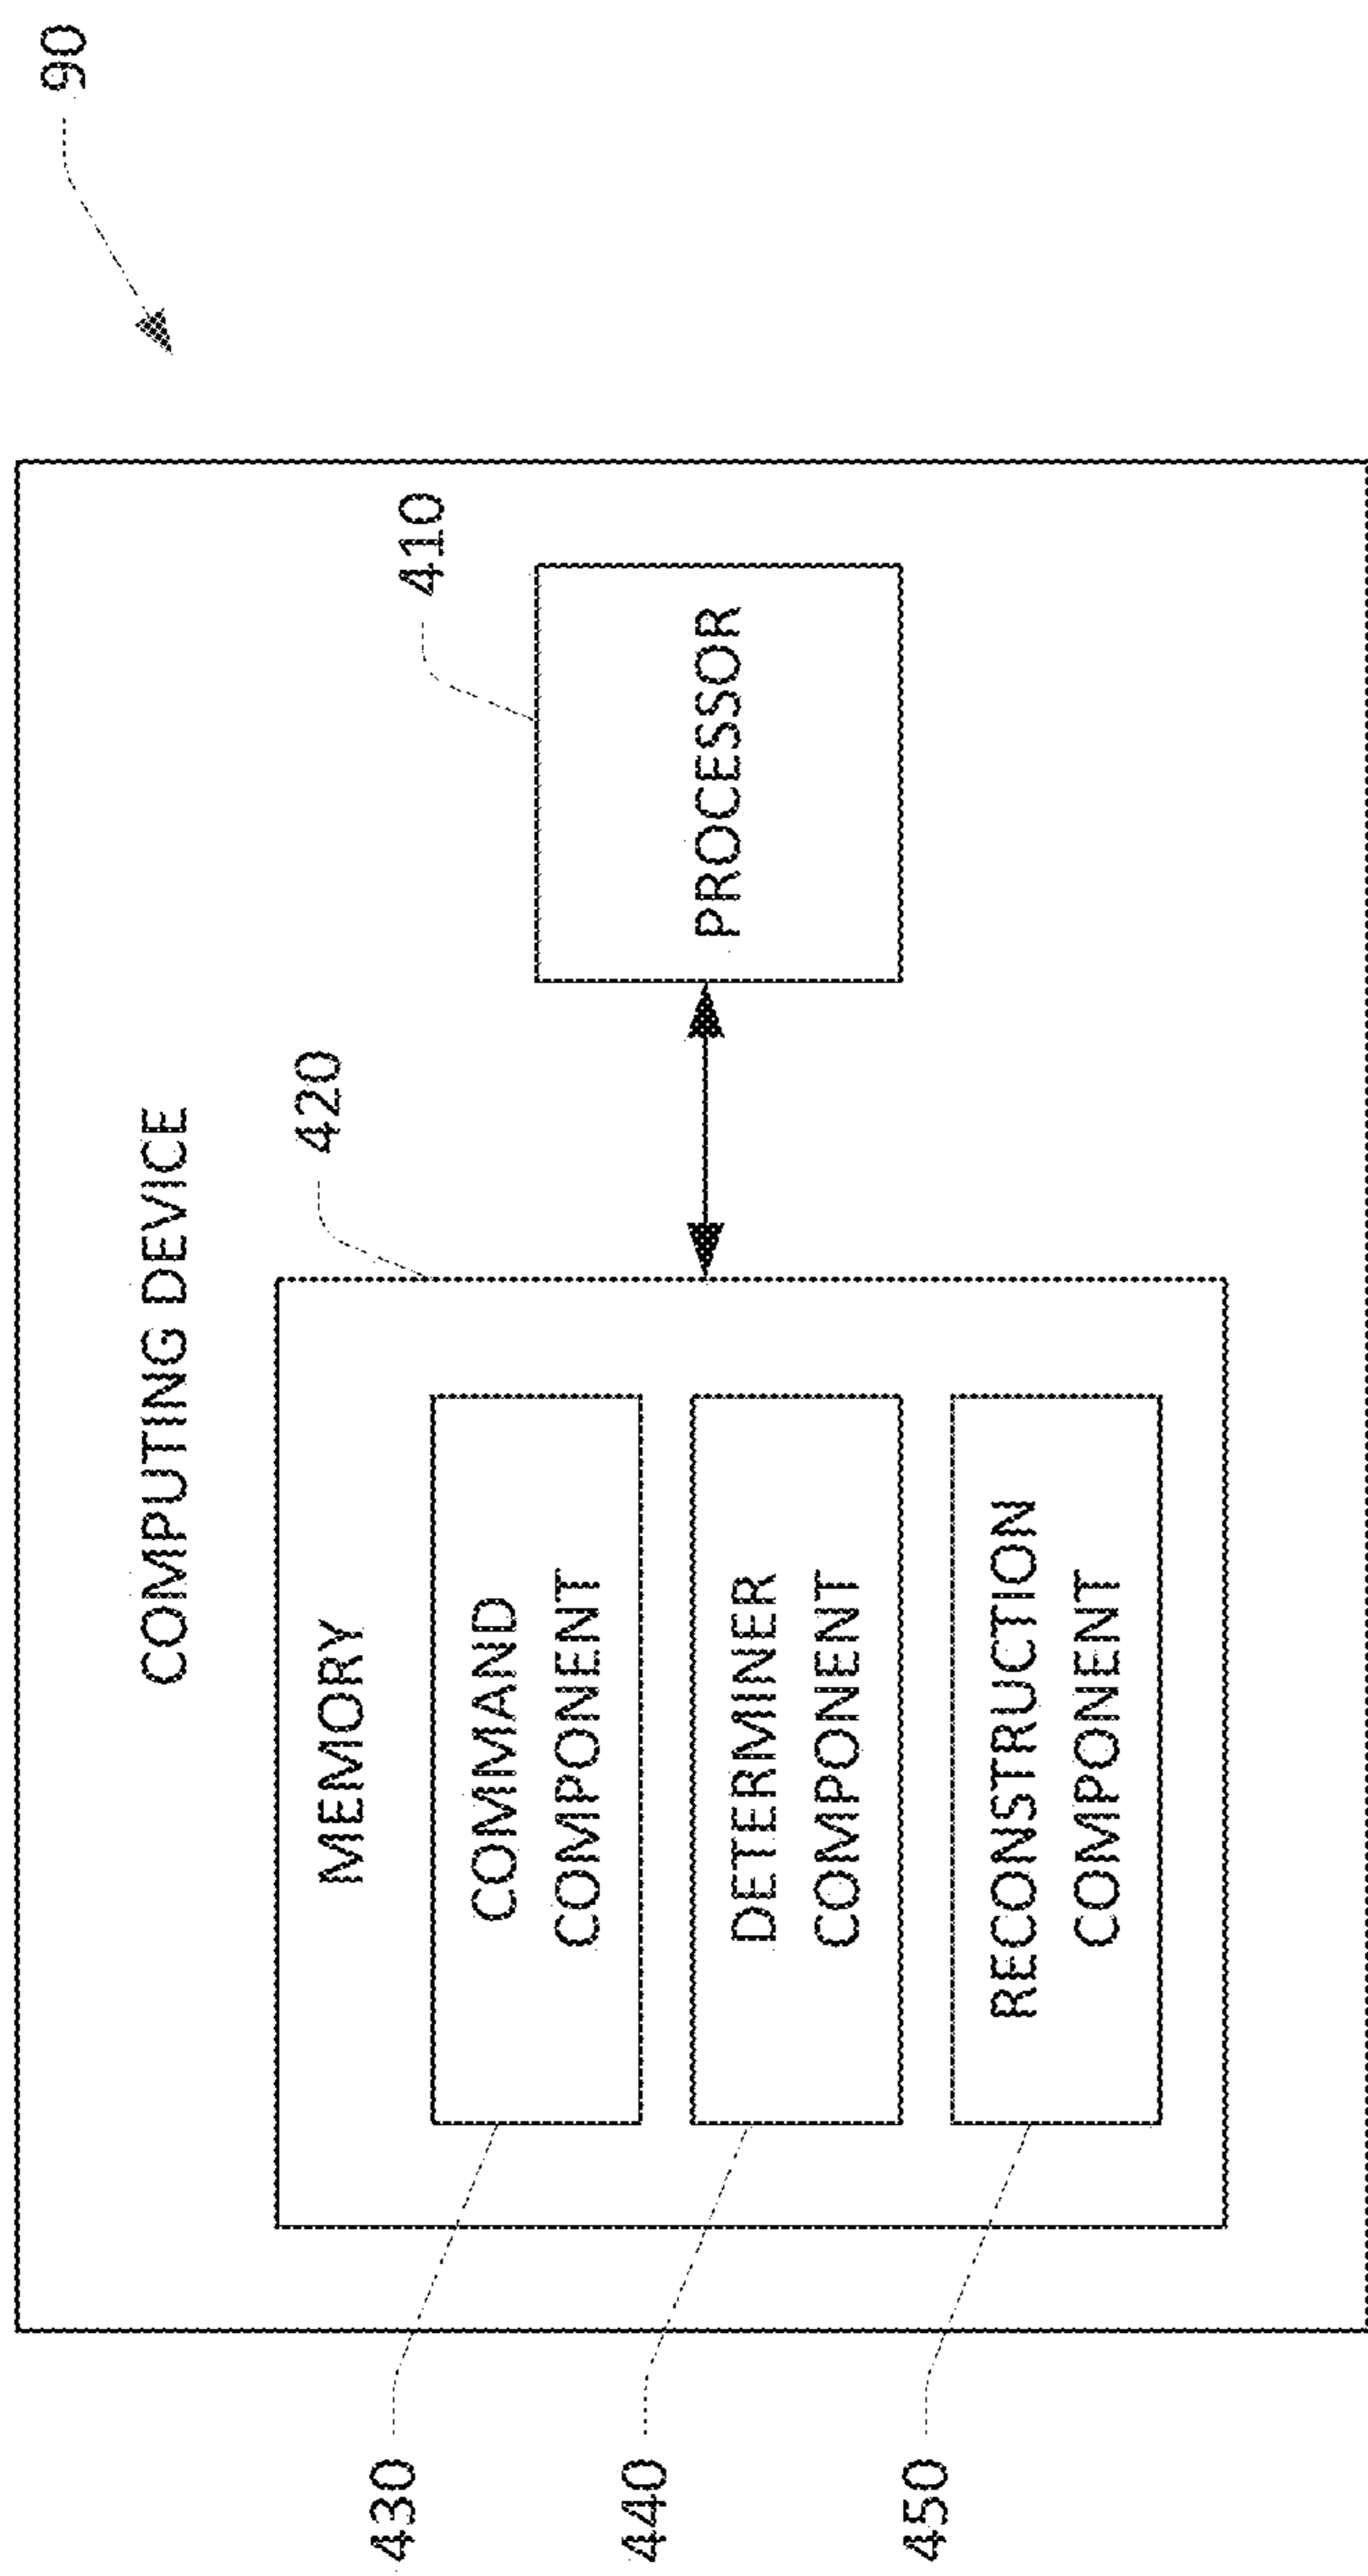 90
COMPUTING DEVICE
420
410
MEMORY
PROCESSOR
430
COMMAND
COMPONENT
440
DETERMINER
COMPONENT
450
RECONSTRUCTION
COMPONENT